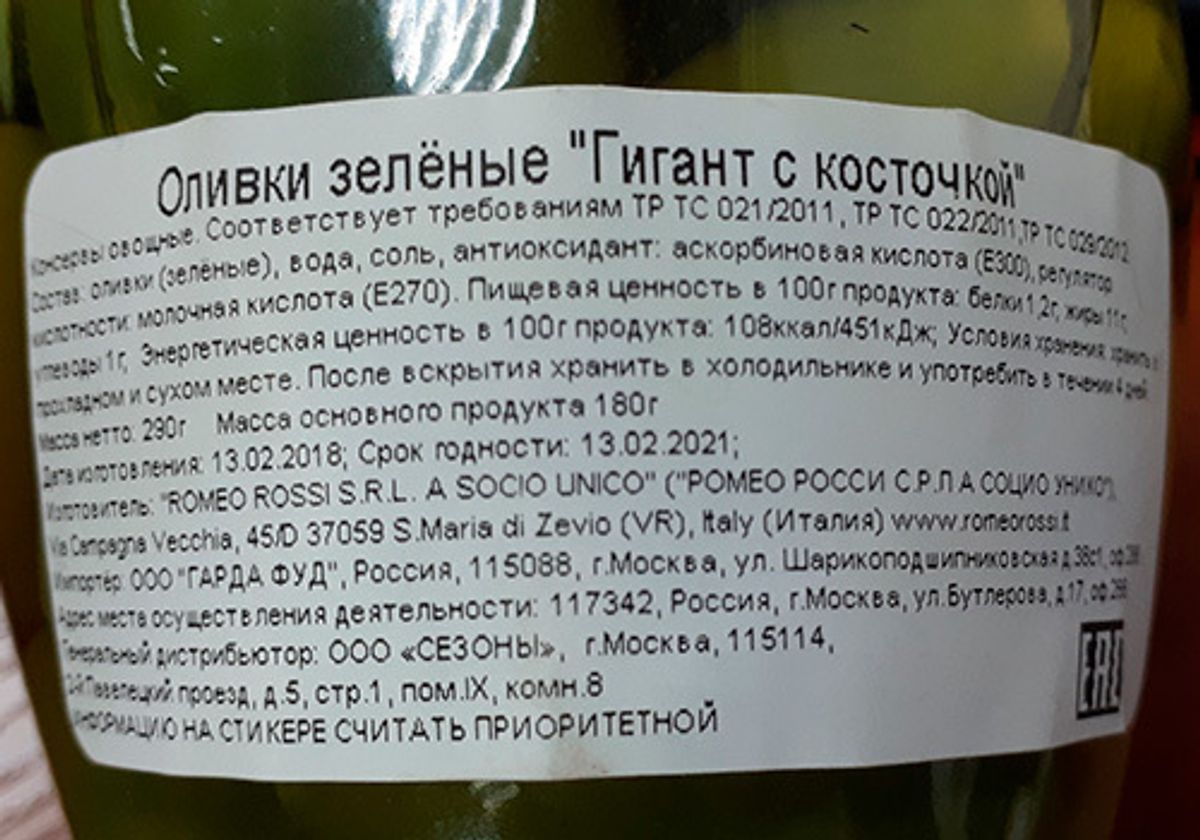 Оливки зелёные "Гигант с косточкой"
Консервы овощные. Соответствует требованиям ТР ТС 021/2011, ТР ТС 022/2011,ТР ТС 029/2012
Состав: оливки (зелёные), вода, соль, антиоксидант: аскорбиновая кислота (Е300), регулятор
кислотности: молочная кислота (Е270). Пищевая ценность в 100г продукта: белки 1,2г, жиры 11г,
углеводы 1г, Энергетическая ценность в 100г продукта: 108ккал/451кДж; Условия хранения: хранить в
прохладном и сухом месте. После вскрытия хранить в холодильнике и употребить в течении 4 дней.
Масса нетто: 290г Масса основного продукта 180г
Дата изготовления: 13.02.2018; Срок годности: 13.02.2021;
Изготовитель: "ROMEO ROSSI S.R.L. A SOCIO UNICO" ("РОМЕО РОССИ С.Р.Л А СОЦИО УНИКО"),
Via Campagna Vecchia, 45/D 37059 S.Maria di Zevio (VR), Italy (Италия) www.romeorossi.it
Импортёр: ООО "ГАРДА ФУД", Россия, 115088, г.Москва, ул. Шарикоподшипниковская д.38с1, оф.
Адрес места осуществления деятельности: 117342, Россия, г.Москва, ул.Бутлерова, д.17, оф.
Генеральный дистрибьютор: ООО «СЕЗОНЫ», г.Москва, 115114,
2-й Павелецкий проезд, д.5, стр.1, пом.IX, комн.8
ИНФОРМАЦИЮ НА СТИКЕРЕ СЧИТАТЬ ПРИОРИТЕТНОЙ
EAC